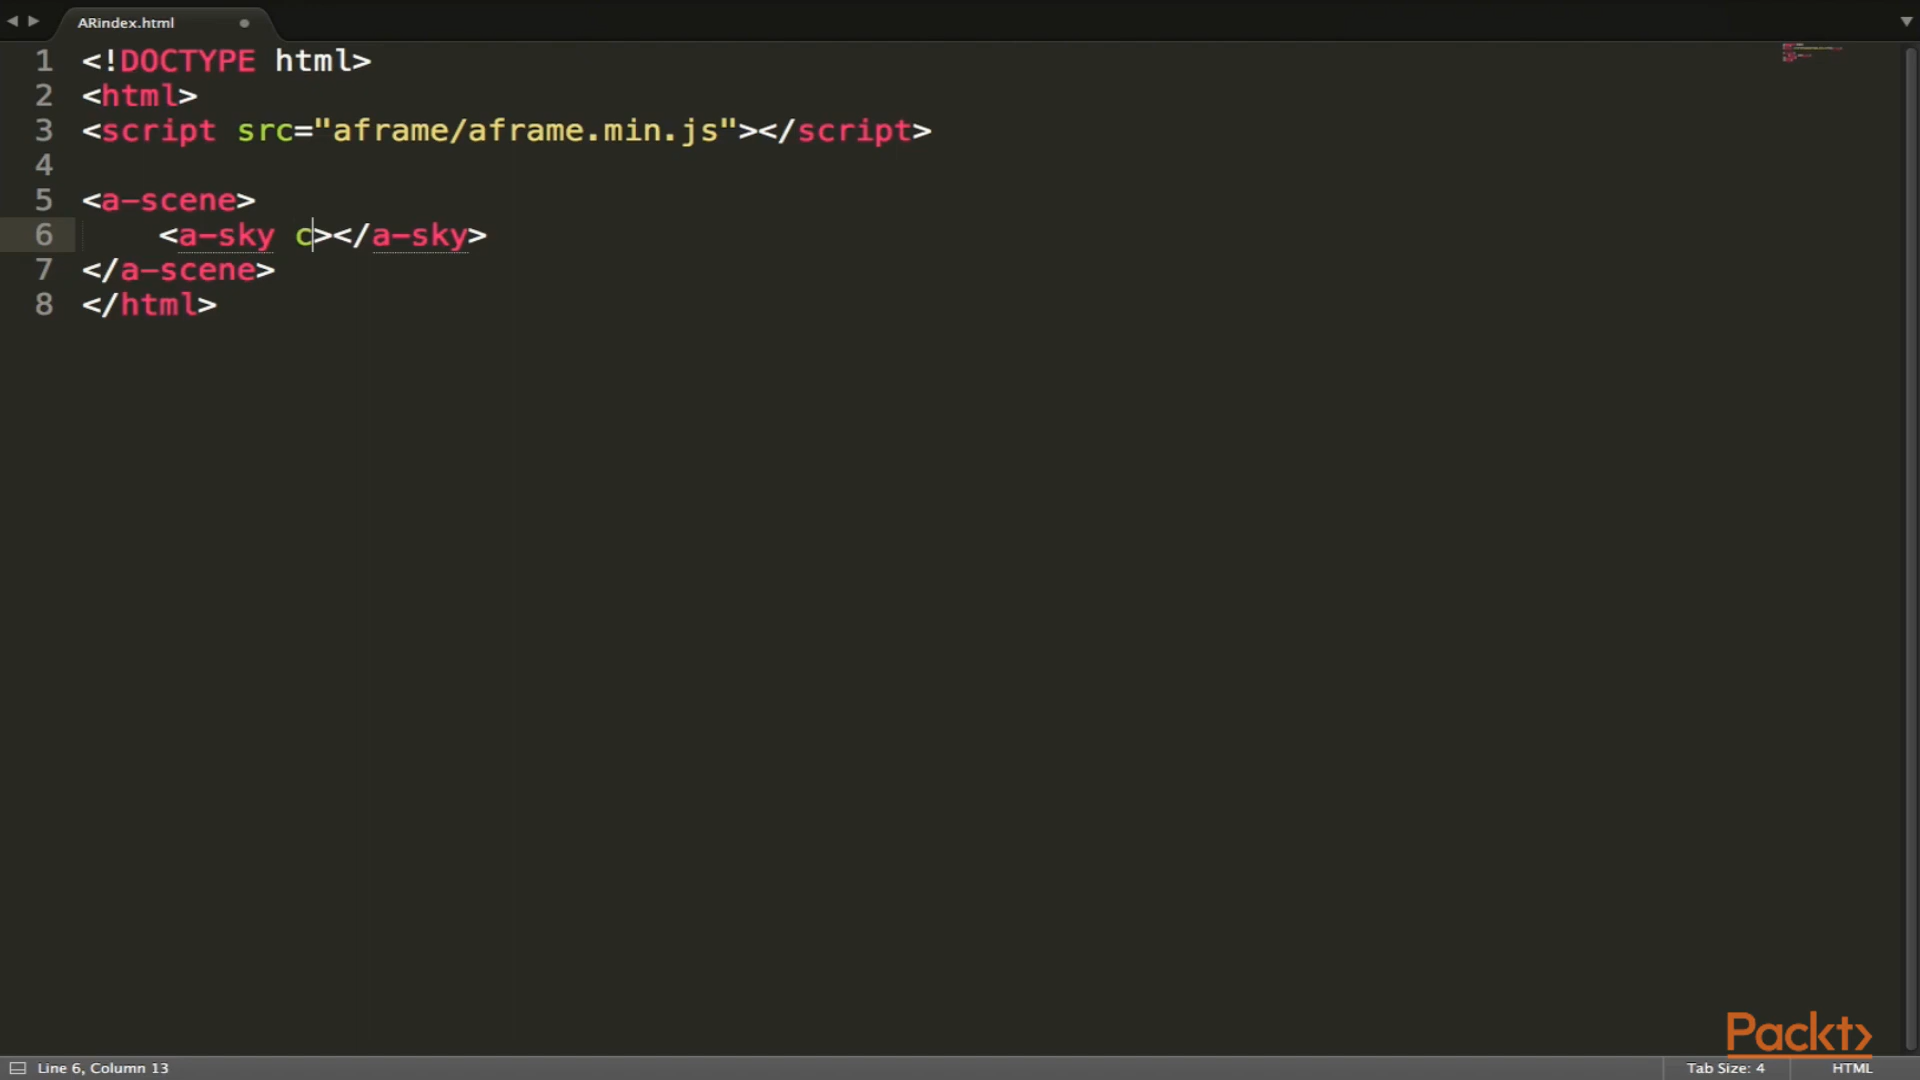 ARindex.html
1 <!DOCTYPE html>
2 <html>
3 <script src="aframe/aframe.min.js"></script>
4
5 <a-scene>
6     <a-sky c></a-sky>
7 </a-scene>
8 </html>
Packt>
Line 6, Column 13
Tab Size: 4
HTML